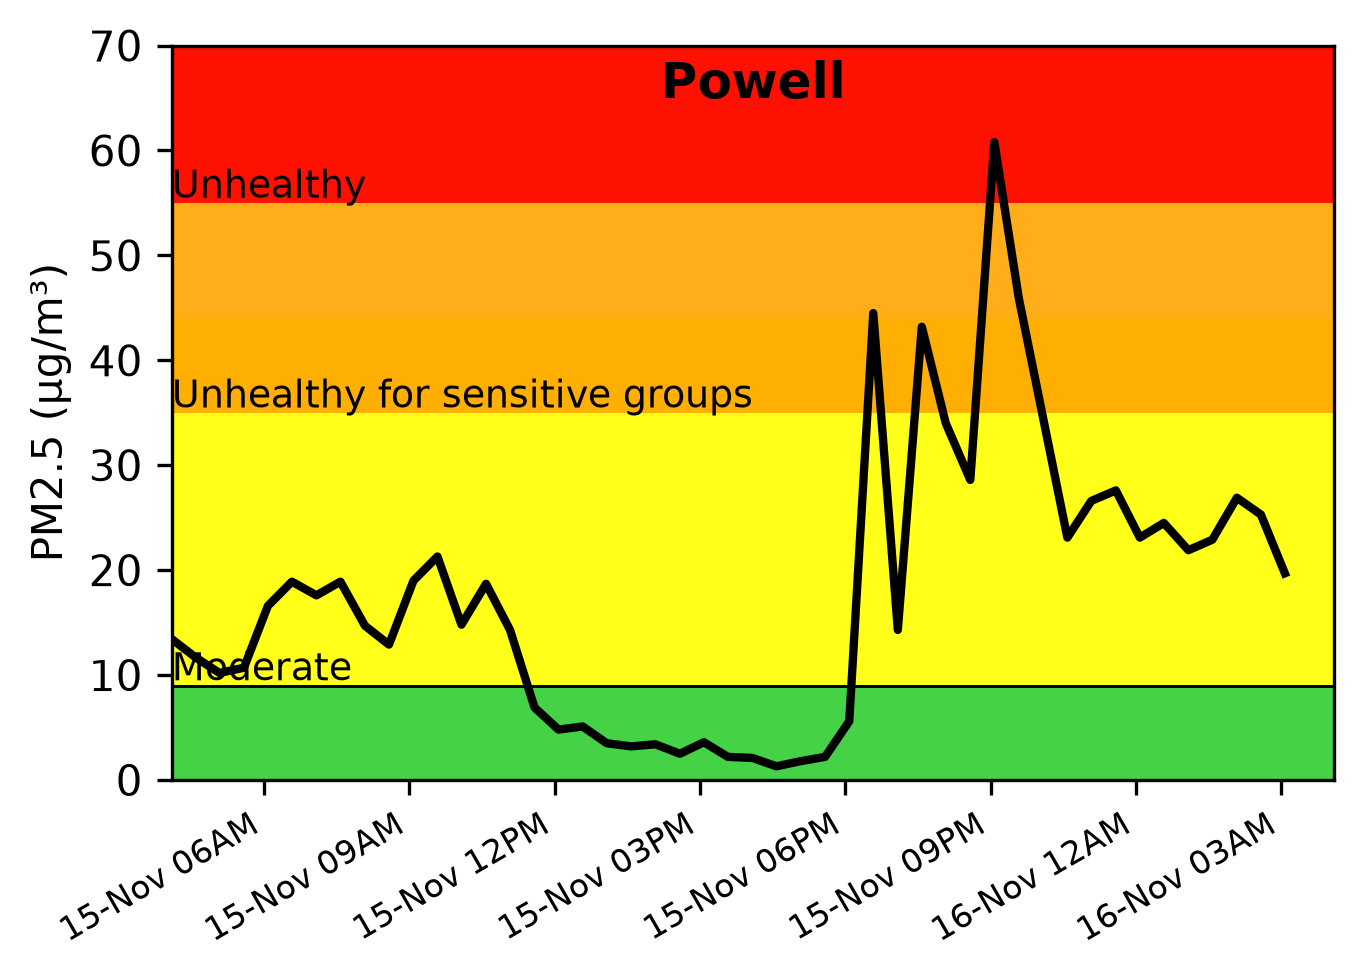 Powell
70
60
50
40
30
20
10
0
PM2.5 (µg/m³)
Unhealthy
Unhealthy for sensitive groups
Moderate
15-Nov 06AM
15-Nov 09AM
15-Nov 12PM
15-Nov 03PM
15-Nov 06PM
15-Nov 09PM
16-Nov 12AM
16-Nov 03AM